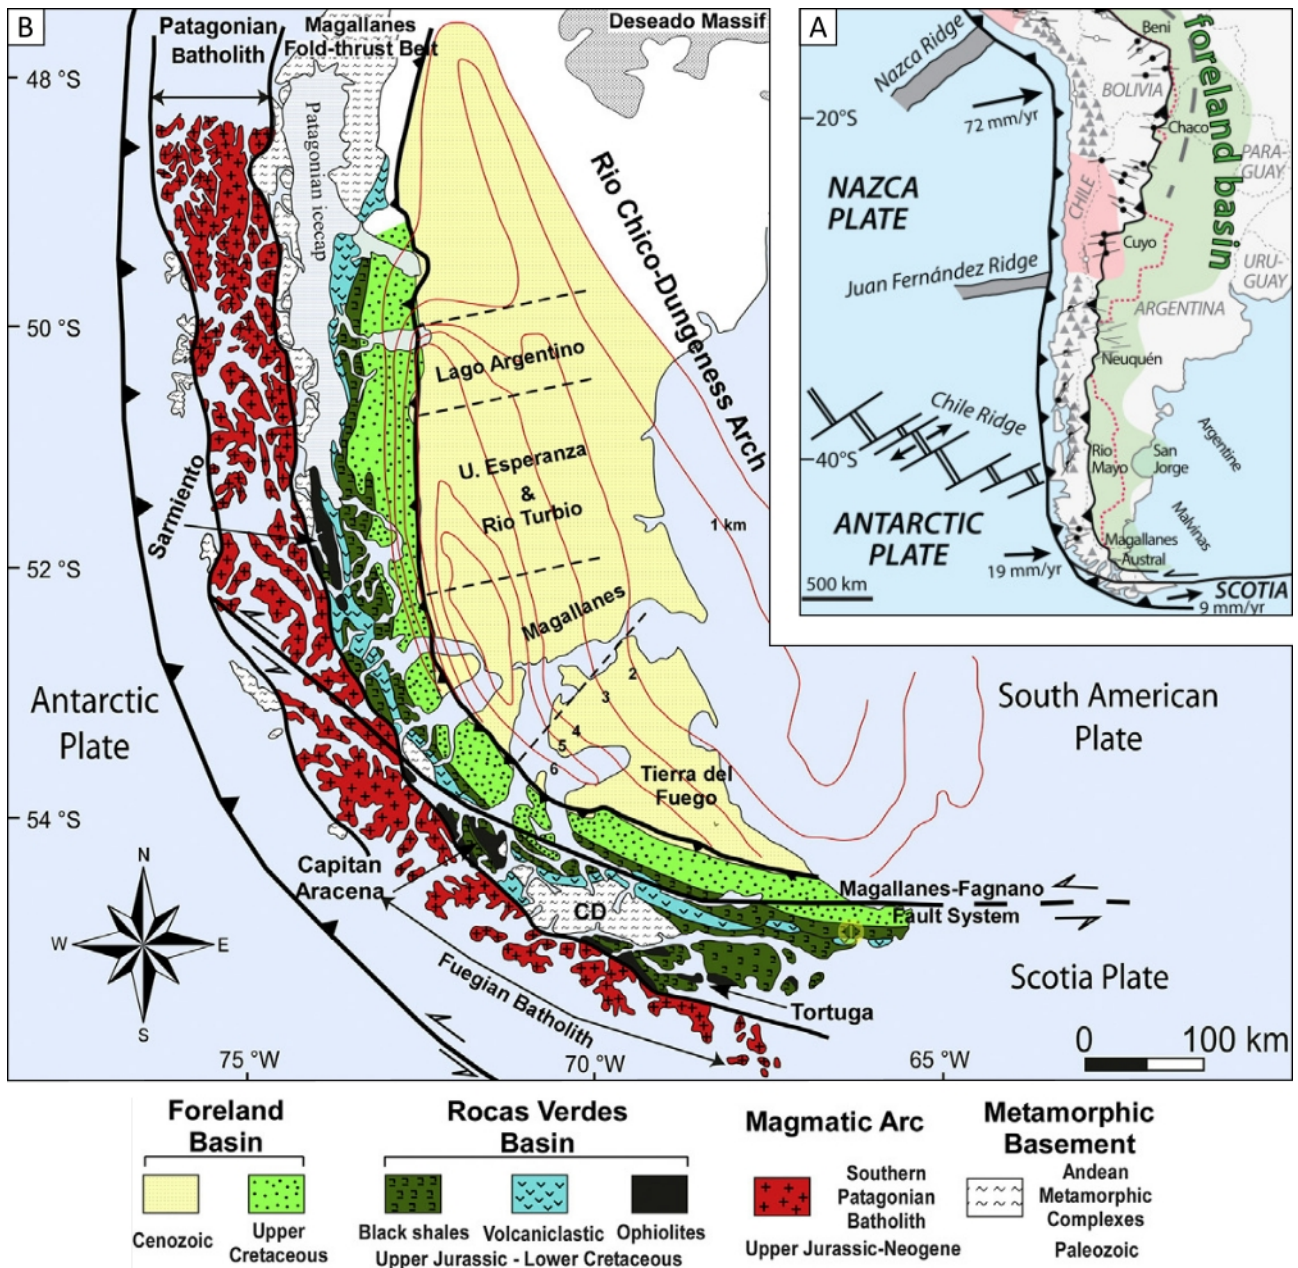 B
Patagonian
Batholith
Magallanes
Fold-thrust Belt
Deseado Massif
48 °S
50 °S
52 °S
54 °S
Patagonian icecap
Rio Chico-Dungeness Arch
Lago Argentino
U. Esperanza
&
Rio Turbio
1 km
Magallanes
2
3
4
5
6
Sarmiento
Antarctic
Plate
South American
Plate
Tierra del
Fuego
Capitan
Aracena
CD
Magallanes-Fagnano
Fault System
Fuegian Batholith
Scotia Plate
Tortuga
N
W
E
S
75 °W
70 °W
65 °W
0
100 km
A
Nazca Ridge
Beni
foreland basin
BOLIVIA
20°S
72 mm/yr
Chaco
PARA-
GUAY
NAZCA
PLATE
CHILE
Cuyo
URU-
GUAY
Juan Fernández Ridge
ARGENTINA
Neuquén
Chile Ridge
Argentine
40°S
Rio
Mayo
San
Jorge
ANTARCTIC
PLATE
Malvinas
Magallanes
Austral
19 mm/yr
500 km
SCOTIA
9 mm/yr
Foreland
Basin
Cenozoic
Upper
Cretaceous
Rocas Verdes
Basin
Black shales
Volcaniclastic
Ophiolites
Upper Jurassic - Lower Cretaceous
Magmatic Arc
Southern
Patagonian
Batholith
Upper Jurassic-Neogene
Metamorphic
Basement
Andean
Metamorphic
Complexes
Paleozoic